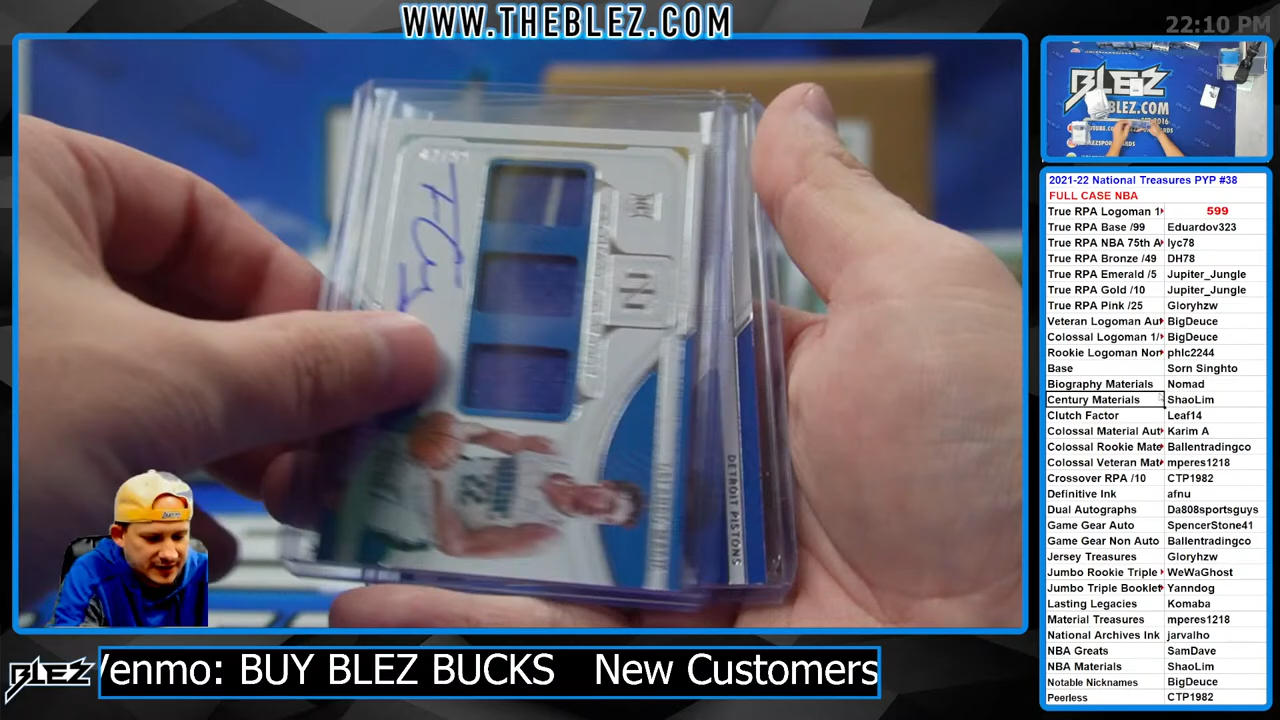 WWW.THEBLEZ.COM
22:10 PM
BLEZ
BLEZ.COM
2021-22 National Treasures PYP #38
FULL CASE NBA
True RPA Logoman 1 599
True RPA Base /99 Eduardov323
True RPA NBA 75th A lyc78
True RPA Bronze /49 DH78
True RPA Emerald /5 Jupiter_Jungle
True RPA Gold /10 Jupiter_Jungle
True RPA Pink /25 Gloryhzw
Veteran Logoman Au BigDeuce
Colossal Logoman 1/ BigDeuce
Rookie Logoman Non phlc2244
Base Sorn Singhto
Biography Materials Nomad
Century Materials ShaoLim
Clutch Factor Leaf14
Colossal Material Aut Karim A
Colossal Rookie Mate Ballentradingco
Colossal Veteran Mat mperes1218
Crossover RPA /10 CTP1982
Definitive Ink afnu
Dual Autographs Da808sportsguys
Game Gear Auto SpencerStone41
Game Gear Non Auto Ballentradingco
Jersey Treasures Gloryhzw
Jumbo Rookie Triple WeWaGhost
Jumbo Triple Booklet Yanndog
Lasting Legacies Komaba
Material Treasures mperes1218
National Archives Ink jarvalho
NBA Greats SamDave
NBA Materials ShaoLim
Notable Nicknames BigDeuce
Peerless CTP1982
DETROIT PISTONS
BLEZ
Venmo: BUY BLEZ BUCKS New Customers